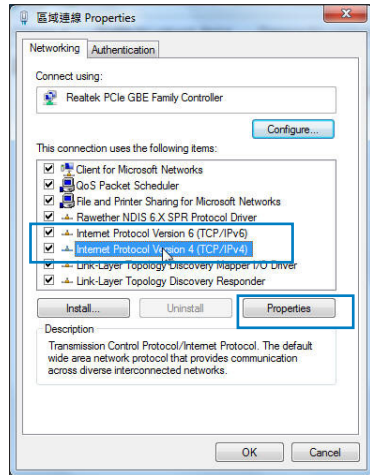 區域連線 Properties
Networking
Authentication
Connect using:
Realtek PCIe GBE Family Controller
Configure...
This connection uses the following items:
Client for Microsoft Networks
QoS Packet Scheduler
File and Printer Sharing for Microsoft Networks
Rawether NDIS 6.X SPR Protocol Driver
Internet Protocol Version 6 (TCP/IPv6)
Internet Protocol Version 4 (TCP/IPv4)
Link-Layer Topology Discovery Mapper I/O Driver
Link-Layer Topology Discovery Responder
Install...
Uninstall
Properties
Description
Transmission Control Protocol/Internet Protocol. The default
wide area network protocol that provides communication
across diverse interconnected networks.
OK
Cancel